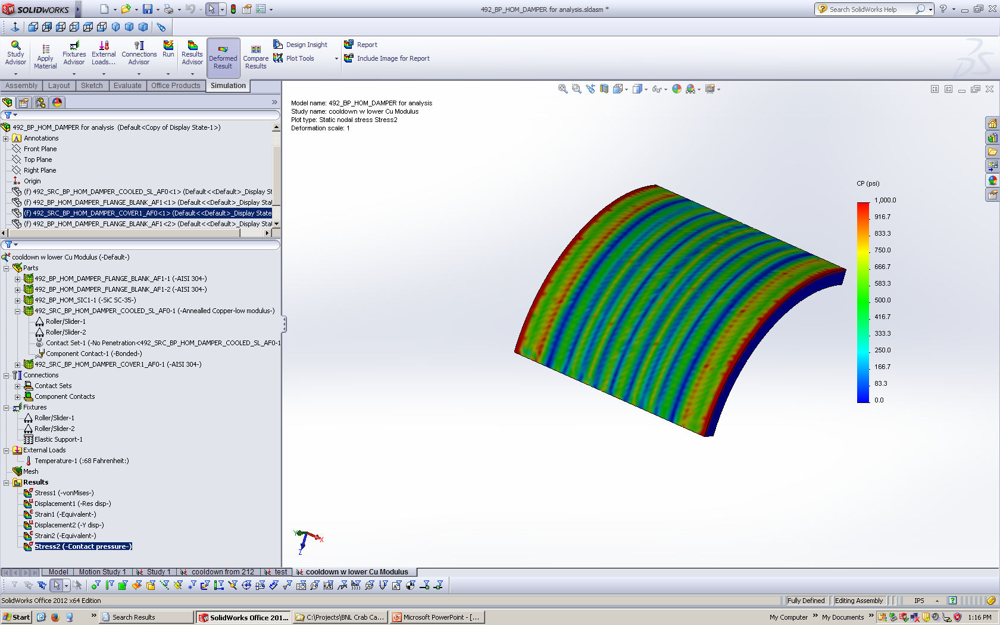 SOLIDWORKS
492_BP_HOM_DAMPER for analysis.sldasm *
Search SolidWorks Help
Study Advisor
Apply Material
Fixtures Advisor
External Loads...
Connections Advisor
Run
Results Advisor
Deformed Result
Compare Results
Design Insight
Plot Tools
Report
Include Image for Report
Assembly
Layout
Sketch
Evaluate
Office Products
Simulation
492_BP_HOM_DAMPER for analysis (Default<Copy of Display State-1>)
Annotations
Front Plane
Top Plane
Right Plane
Origin
(f) 492_SRC_BP_HOM_DAMPER_COOLED_SL_AF0<1> (Default<<Default>_Display St
(f) 492_BP_HOM_DAMPER_FLANGE_BLANK_AF1<1> (Default<<Default>_Display Sta
(f) 492_SRC_BP_HOM_DAMPER_COVER1_AF0<1> (Default<<Default>_Display State
(f) 492_BP_HOM_DAMPER_FLANGE_BLANK_AF1<2> (Default<<Default>_Display Sta
cooldown w lower Cu Modulus (-Default-)
Parts
492_BP_HOM_DAMPER_FLANGE_BLANK_AF1-1 (-AISI 304-)
492_BP_HOM_DAMPER_FLANGE_BLANK_AF1-2 (-AISI 304-)
492_BP_HOM_SIC1-1 (-SiC SC-35-)
492_SRC_BP_HOM_DAMPER_COOLED_SL_AF0-1 (-Annealled Copper-low modulus-)
Roller/Slider-1
Roller/Slider-2
Contact Set-1 (-No Penetration<492_SRC_BP_HOM_DAMPER_COOLED_SL_AF0-1
Component Contact-1 (-Bonded-)
492_SRC_BP_HOM_DAMPER_COVER1_AF0-1 (-AISI 304-)
Connections
Contact Sets
Component Contacts
Fixtures
Roller/Slider-1
Roller/Slider-2
Elastic Support-1
External Loads
Temperature-1 (:68 Fahrenheit:)
Mesh
Results
Stress1 (-vonMises-)
Displacement1 (-Res disp-)
Strain1 (-Equivalent-)
Displacement2 (-Y disp-)
Strain2 (-Equivalent-)
Stress2 (-Contact pressure-)
Model name: 492_BP_HOM_DAMPER for analysis
Study name: cooldown w lower Cu Modulus
Plot type: Static nodal stress Stress2
Deformation scale: 1
CP (psi)
1,000.0
916.7
833.3
750.0
666.7
583.3
500.0
416.7
333.3
250.0
166.7
83.3
0.0
Y
X
Z
Model
Motion Study 1
Study 1
cooldown from 212
test
cooldown w lower Cu Modulus
SolidWorks Office 2012 x64 Edition
Fully Defined
Editing Assembly
IPS
Start
Search Results
SolidWorks Office 201...
C:\Projects\BNL Crab Ca...
Microsoft PowerPoint - [...
My Computer
My Documents
1:16 PM